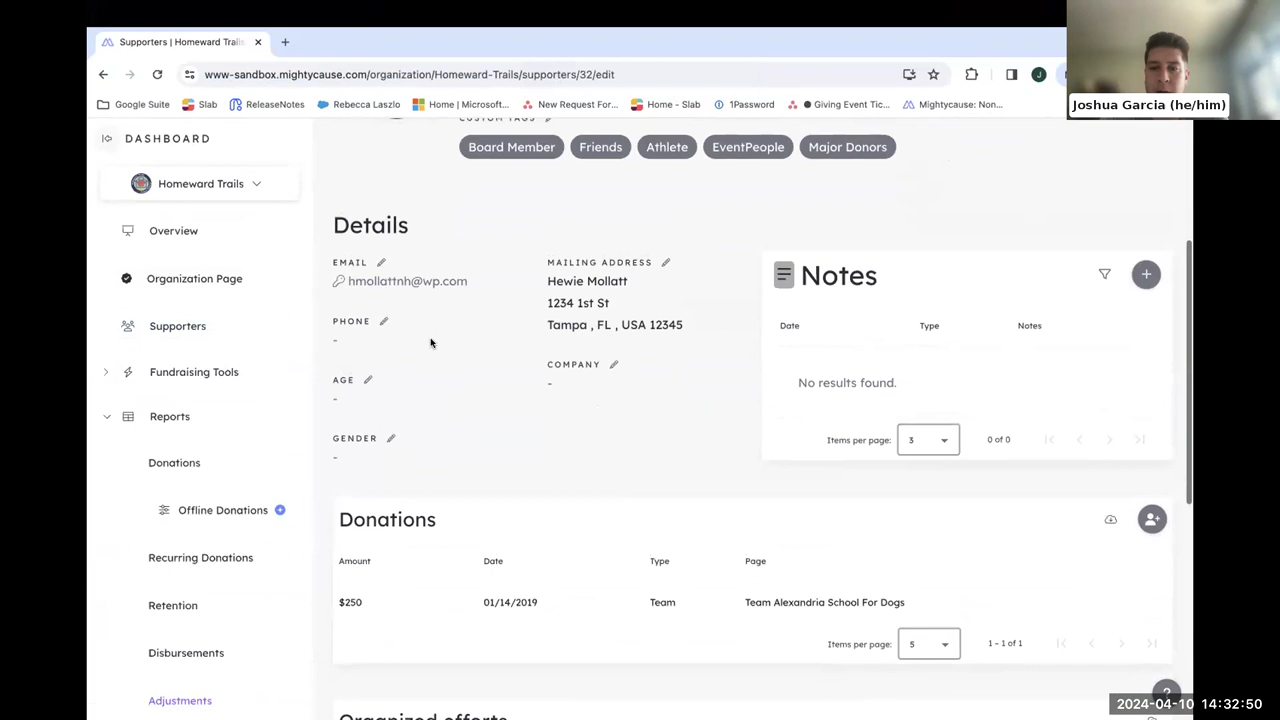 Supporters | Homeward Trails
www-sandbox.mightycause.com/organization/Homeward-Trails/supporters/32/edit
Google Suite
Slab
ReleaseNotes
Rebecca Laszlo
Home | Microsoft...
New Request For...
Home - Slab
1Password
Giving Event Tic...
Mightycause: Non...
Joshua Garcia (he/him)
DASHBOARD
Homeward Trails
Overview
Organization Page
Supporters
Fundraising Tools
Reports
Donations
Offline Donations
Recurring Donations
Retention
Disbursements
Adjustments
CUSTOM TAGS
Board Member
Friends
Athlete
EventPeople
Major Donors
Details
EMAIL
hmollattnh@wp.com
PHONE
-
AGE
-
GENDER
-
MAILING ADDRESS
Hewie Mollatt
1234 1st St
Tampa , FL , USA 12345
COMPANY
-
Notes
Date Type Notes
No results found.
Items per page: 3 0 of 0
Donations
Amount Date Type Page
$250 01/14/2019 Team Team Alexandria School For Dogs
Items per page: 5 1 – 1 of 1
Organized efforts
?
2024-04-10 14:32:50